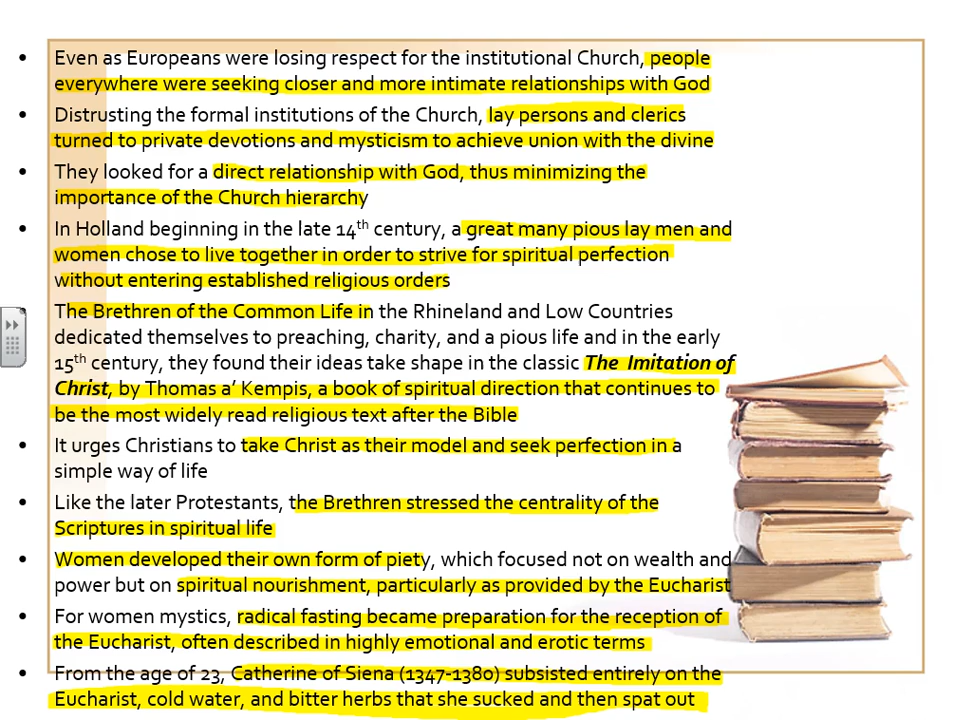 • Even as Europeans were losing respect for the institutional Church, people
everywhere were seeking closer and more intimate relationships with God
• Distrusting the formal institutions of the Church, lay persons and clerics
turned to private devotions and mysticism to achieve union with the divine
• They looked for a direct relationship with God, thus minimizing the
importance of the Church hierarchy
• In Holland beginning in the late 14th century, a great many pious lay men and
women chose to live together in order to strive for spiritual perfection
without entering established religious orders
• The Brethren of the Common Life in the Rhineland and Low Countries
dedicated themselves to preaching, charity, and a pious life and in the early
15th century, they found their ideas take shape in the classic The Imitation of
Christ, by Thomas a' Kempis, a book of spiritual direction that continues to
be the most widely read religious text after the Bible
• It urges Christians to take Christ as their model and seek perfection in a
simple way of life
• Like the later Protestants, the Brethren stressed the centrality of the
Scriptures in spiritual life
• Women developed their own form of piety, which focused not on wealth and
power but on spiritual nourishment, particularly as provided by the Eucharist
• For women mystics, radical fasting became preparation for the reception of
the Eucharist, often described in highly emotional and erotic terms
• From the age of 23, Catherine of Siena (1347-1380) subsisted entirely on the
Eucharist, cold water, and bitter herbs that she sucked and then spat out